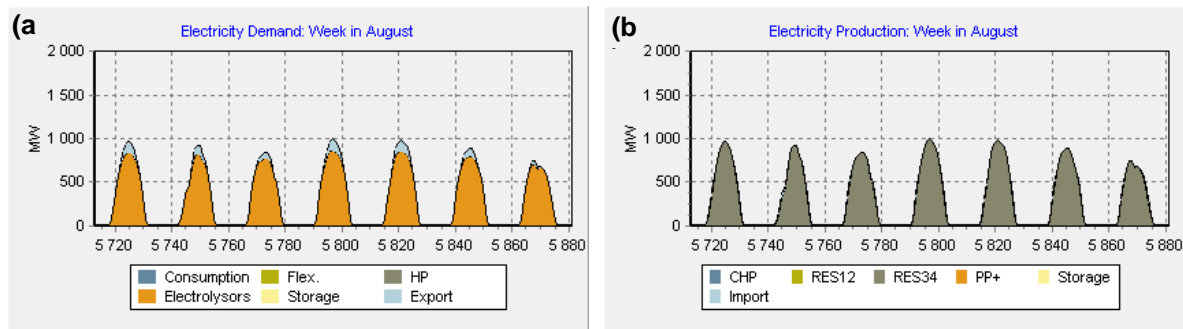 (a)
Electricity Demand: Week in August
2 000
1 500
1 000
500
0
MW
5 720 5 740 5 760 5 780 5 800 5 820 5 840 5 860 5 880
Consumption Flex. HP
Electrolysors Storage Export
(b)
Electricity Production: Week in August
2 000
1 500
1 000
500
0
MW
5 720 5 740 5 760 5 780 5 800 5 820 5 840 5 860 5 880
CHP RES12 RES34 PP+ Storage
Import